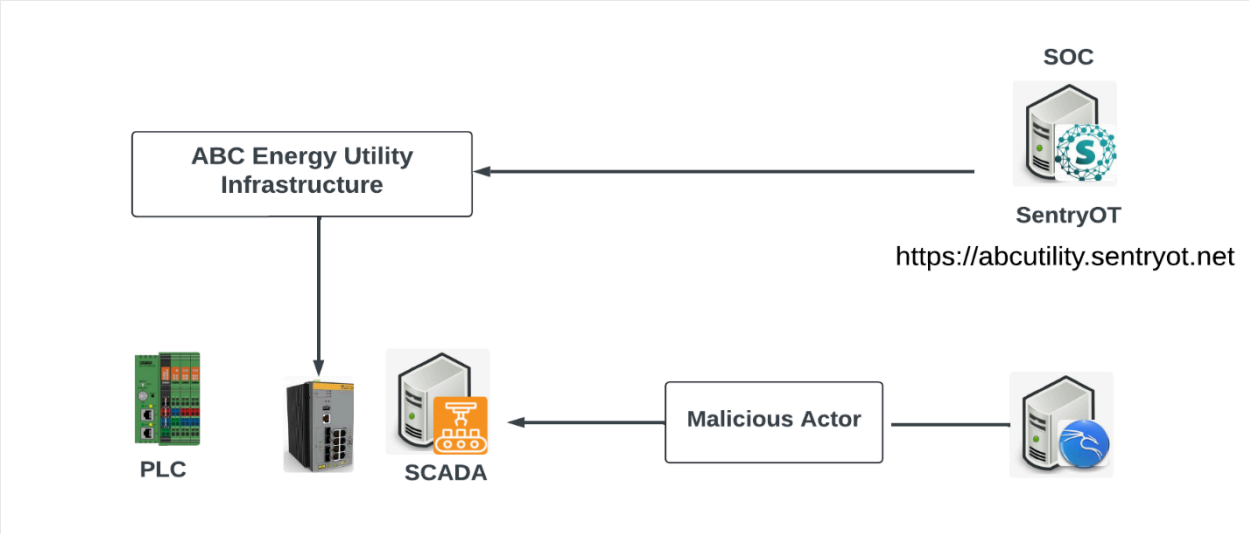 SOC
ABC Energy Utility
Infrastructure
S
SentryOT
https://abcutility.sentryot.net
PLC
SCADA
Malicious Actor